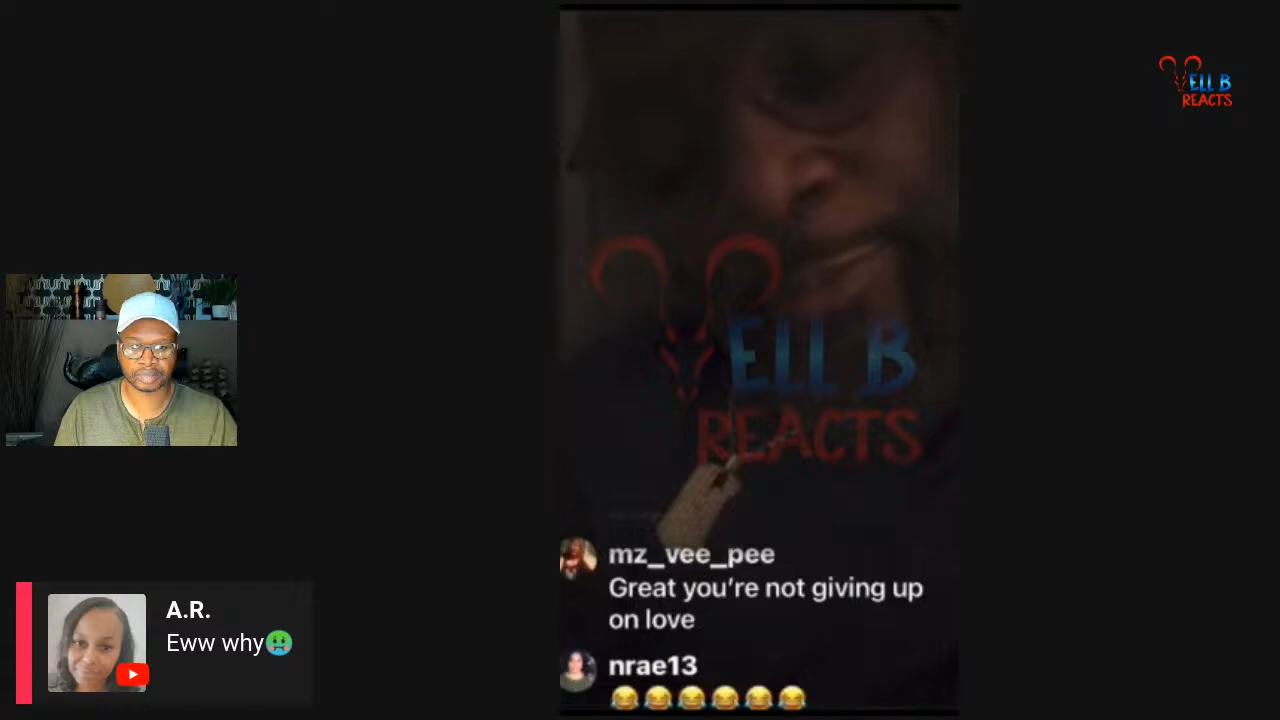 ELL B
REACTS
ELL B
REACTS
mz_vee_pee
Great you’re not giving up
on love
nrae13
😂😂😂😂😂😂
A.R.
Eww why🤢